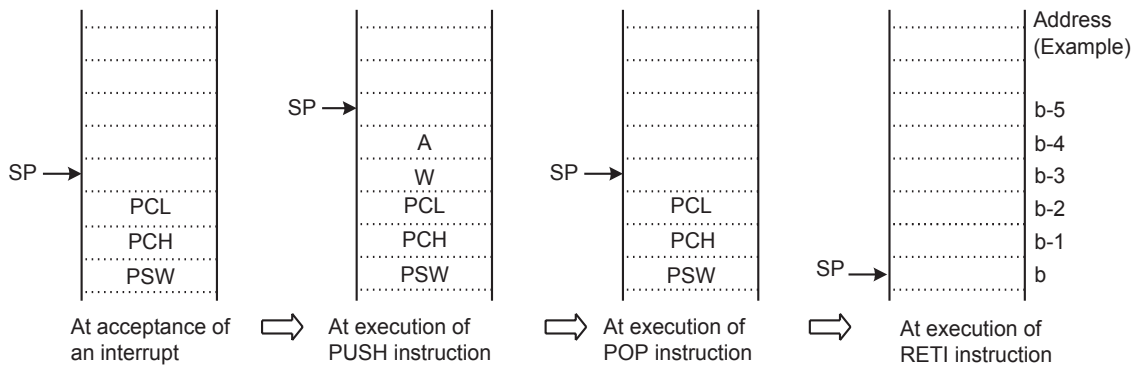 Address
(Example)
SP
b-5
A
b-4
SP
W
SP
b-3
PCL
PCL
PCL
b-2
PCH
PCH
PCH
b-1
PSW
PSW
PSW
SP
b
At acceptance of
an interrupt
At execution of
PUSH instruction
At execution of
POP instruction
At execution of
RETI instruction